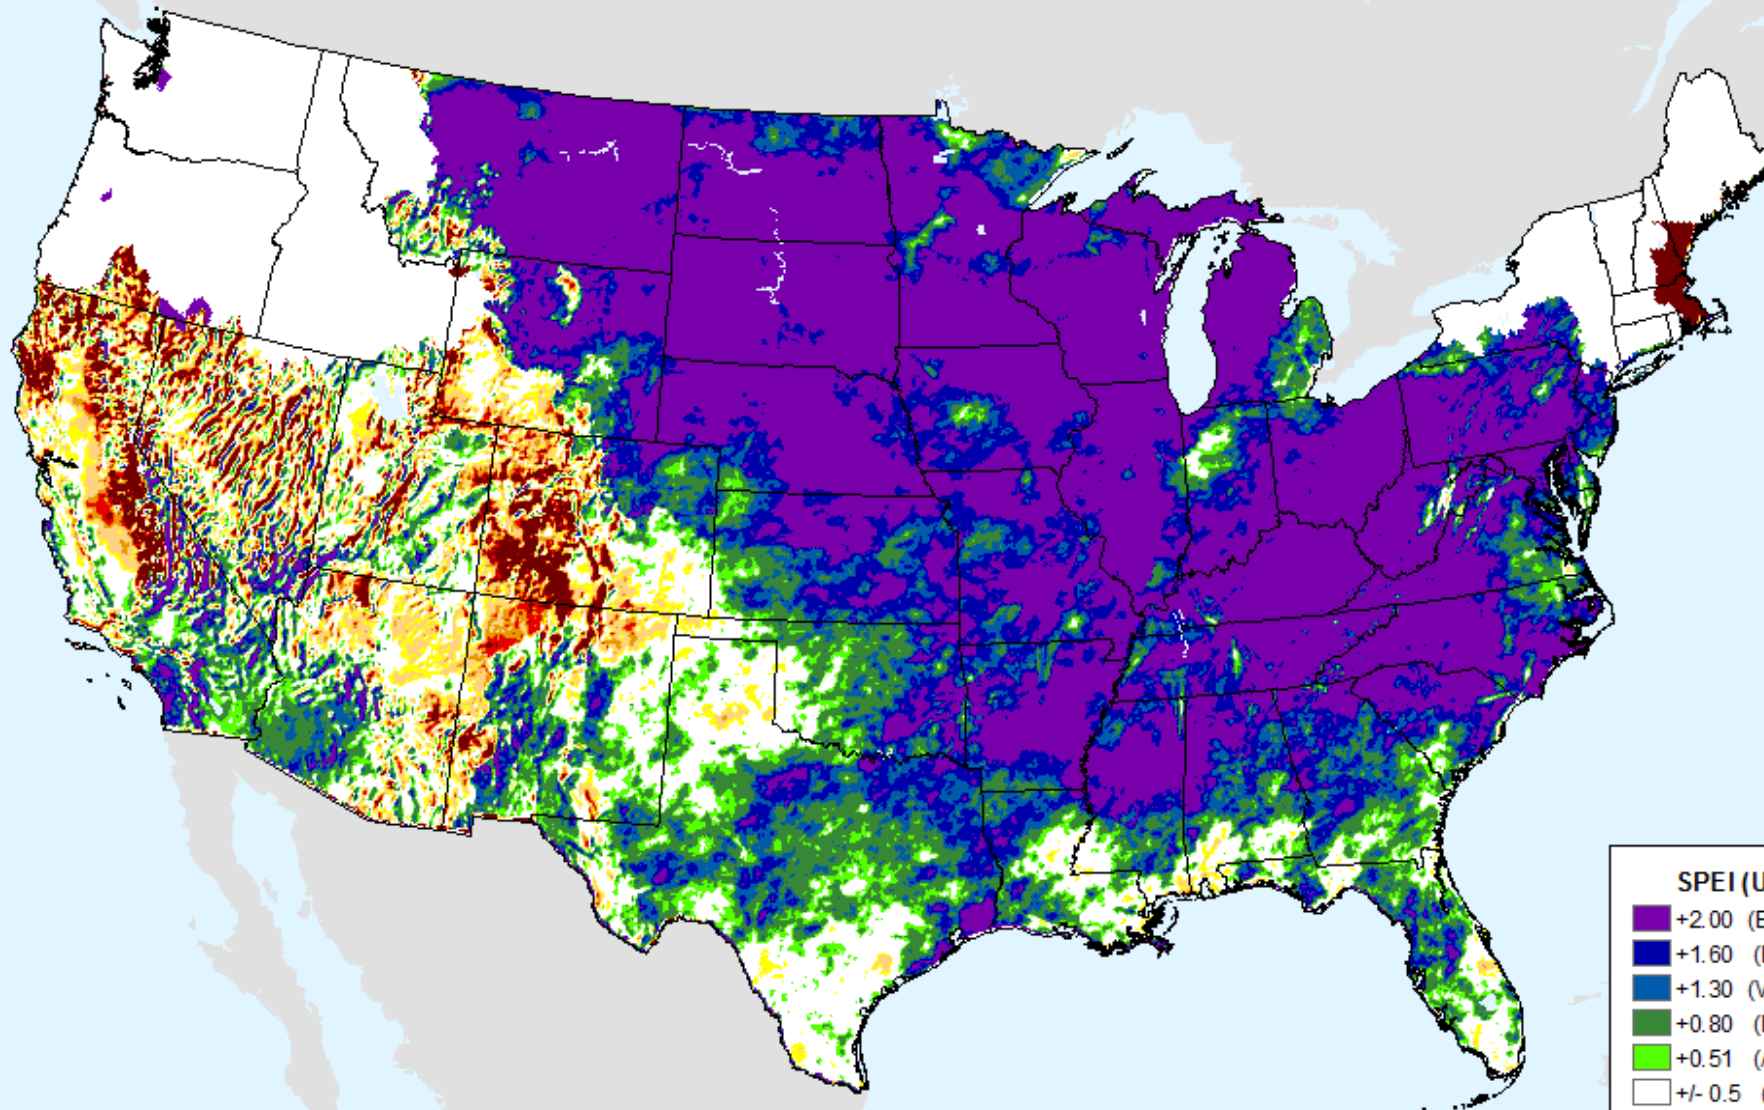 SPEI (U
+2.00 (E
+1.60 (
+1.30 (V
+0.80 (
+0.51 (
+/- 0.5 (